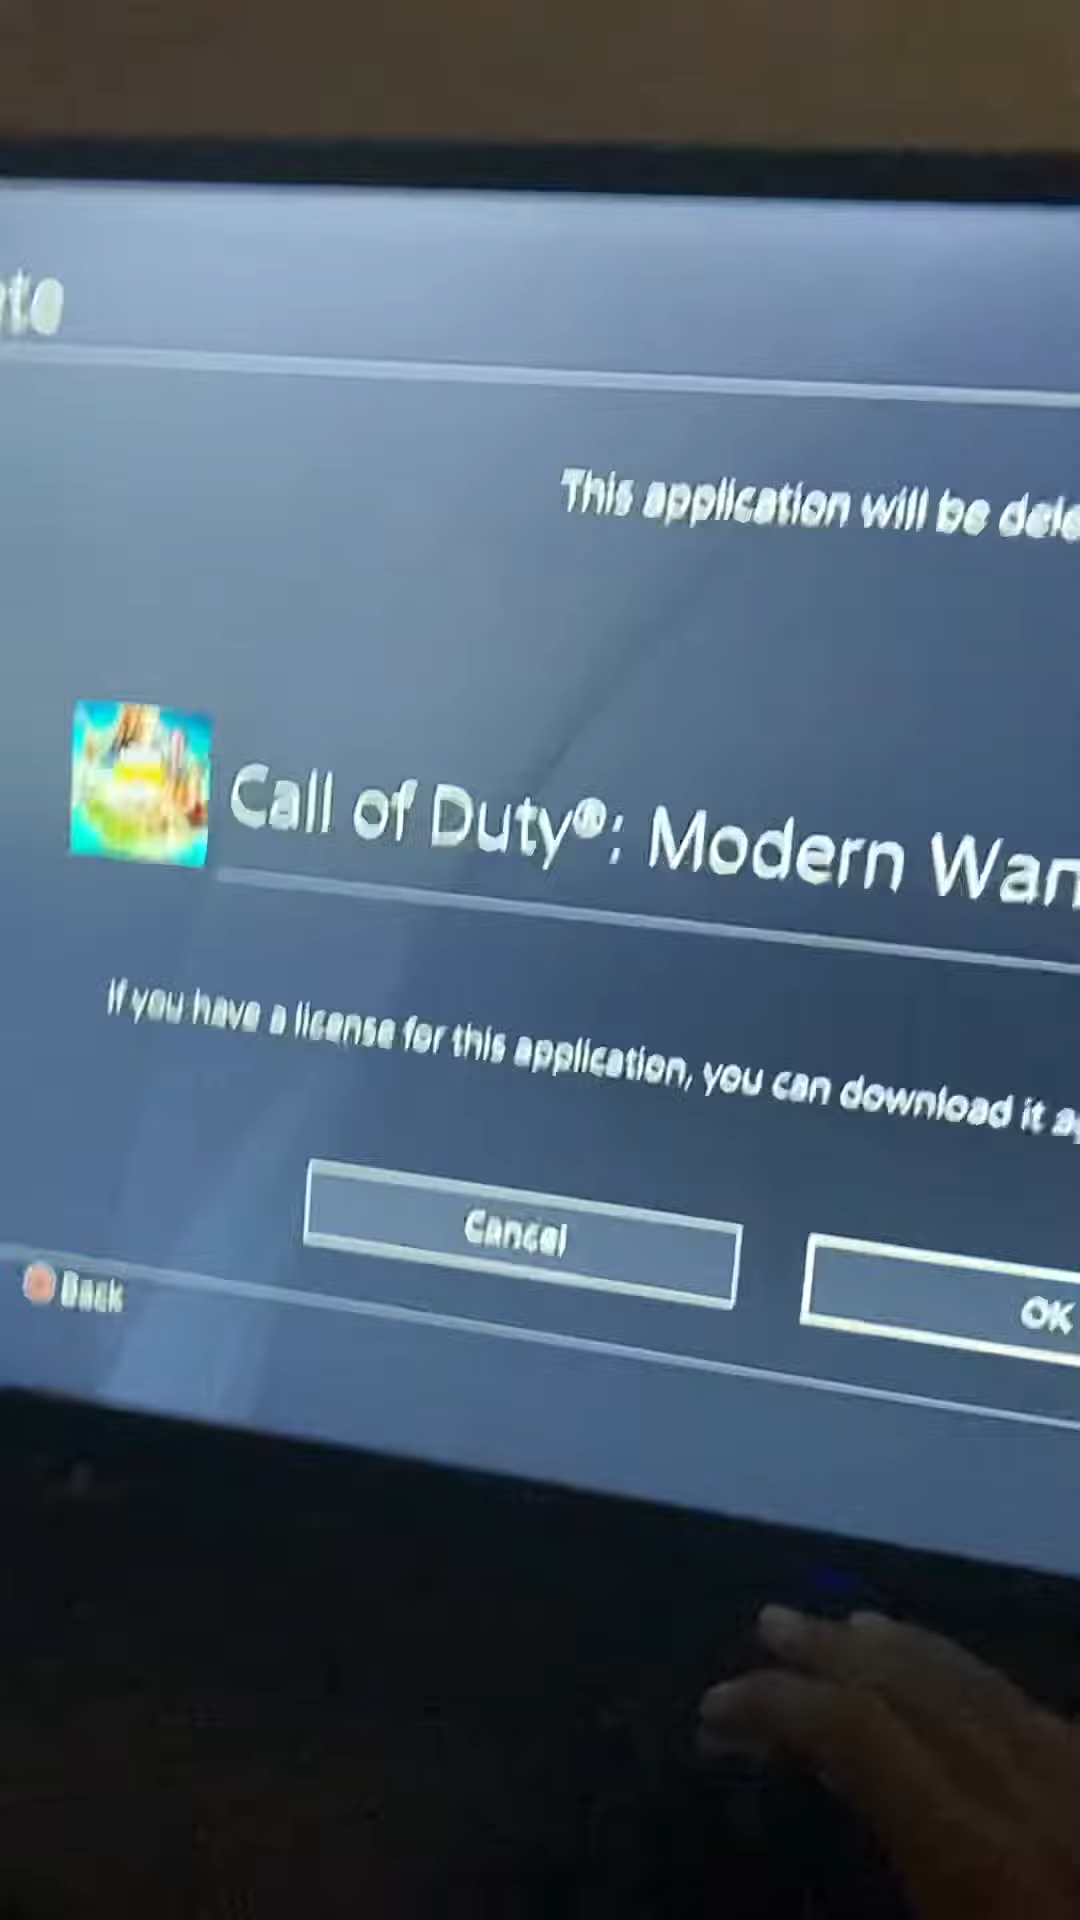 This application will be
Call of Duty®: Modern
If you have a license for this application, you can download it
Cancel
OK
Back